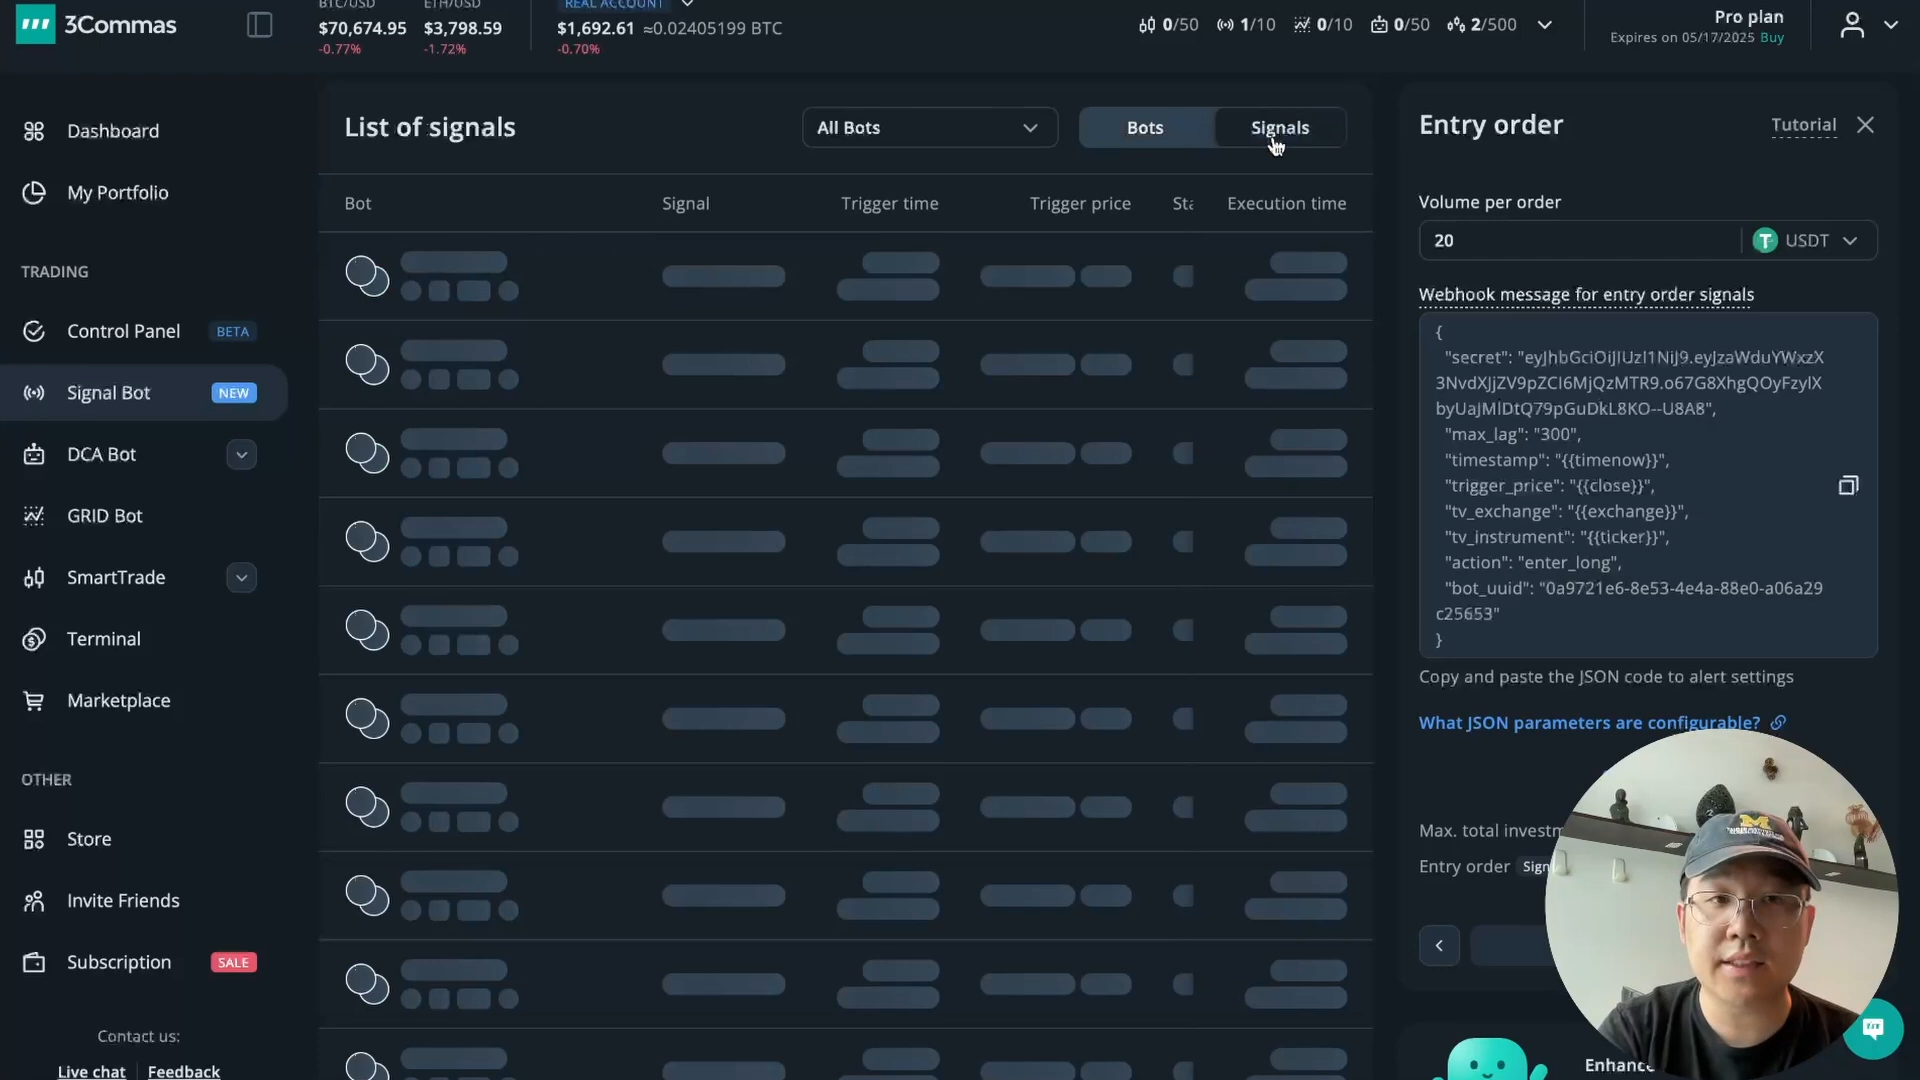 3Commas
BTC/USD
ETH/USD
REAL ACCOUNT
$70,674.95
$3,798.59
$1,692.61 ≈0.02405199 BTC
-0.77%
-1.72%
-0.70%
0/50
1/10
0/10
0/50
2/500
Pro plan
Expires on 05/17/2025 Buy
Dashboard
My Portfolio
TRADING
Control Panel BETA
Signal Bot NEW
DCA Bot
GRID Bot
SmartTrade
Terminal
Marketplace
OTHER
Store
Invite Friends
Subscription SALE
Contact us:
Live chat Feedback
List of signals
All Bots
Bots
Signals
Bot
Signal
Trigger time
Trigger price
Sta
Execution time
Entry order
Tutorial
Volume per order
20
USDT
Webhook message for entry order signals
{
"secret": "eyJhbGciOiJIUzI1NiJ9.eyJzaWduYWxzX
3NvdXJjZV9pZCI6MjQzMTR9.o67G8XhgQOyFzylX
byUaJMlDtQ79pGuDkL8KO--U8A8",
"max_lag": "300",
"timestamp": "{{timenow}}",
"trigger_price": "{{close}}",
"tv_exchange": "{{exchange}}",
"tv_instrument": "{{ticker}}",
"action": "enter_long",
"bot_uuid": "0a9721e6-8e53-4e4a-88e0-a06a29
c25653"
}
Copy and paste the JSON code to alert settings
What JSON parameters are configurable?
Max. total investm
Entry order Sign
M
Enhance